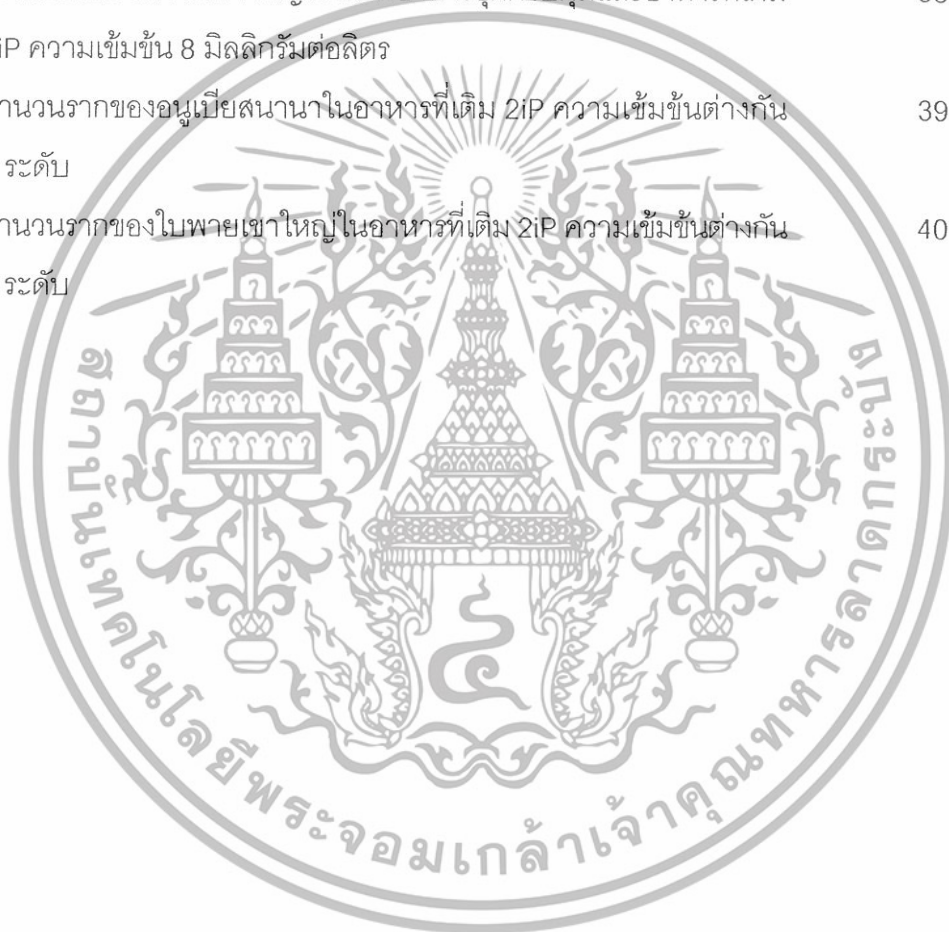 iP ความเข้มข้น 8 มิลลิกรัมต่อลิตร
ำนวนรากของอนูเบียสนานาในอาหารที่เติม 2iP ความเข้มข้นต่างกัน 39
ระดับ
ำนวนรากของใบพายเขาใหญ่ในอาหารที่เติม 2iP ความเข้มข้นต่างกัน 40
ระดับ
สถาบันเทคโนโลยีพระจอมเกล้าเจ้าคุณทหารลาดกระบัง